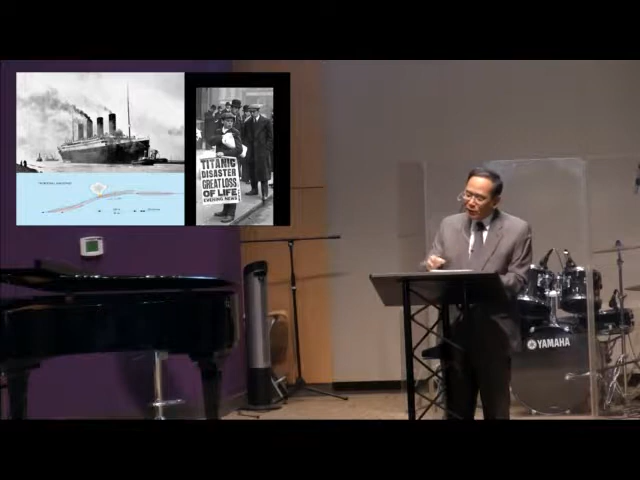 TITANIC
DISASTER
GREAT LOSS
OF LIFE
EVENING NEWS
YAMAHA